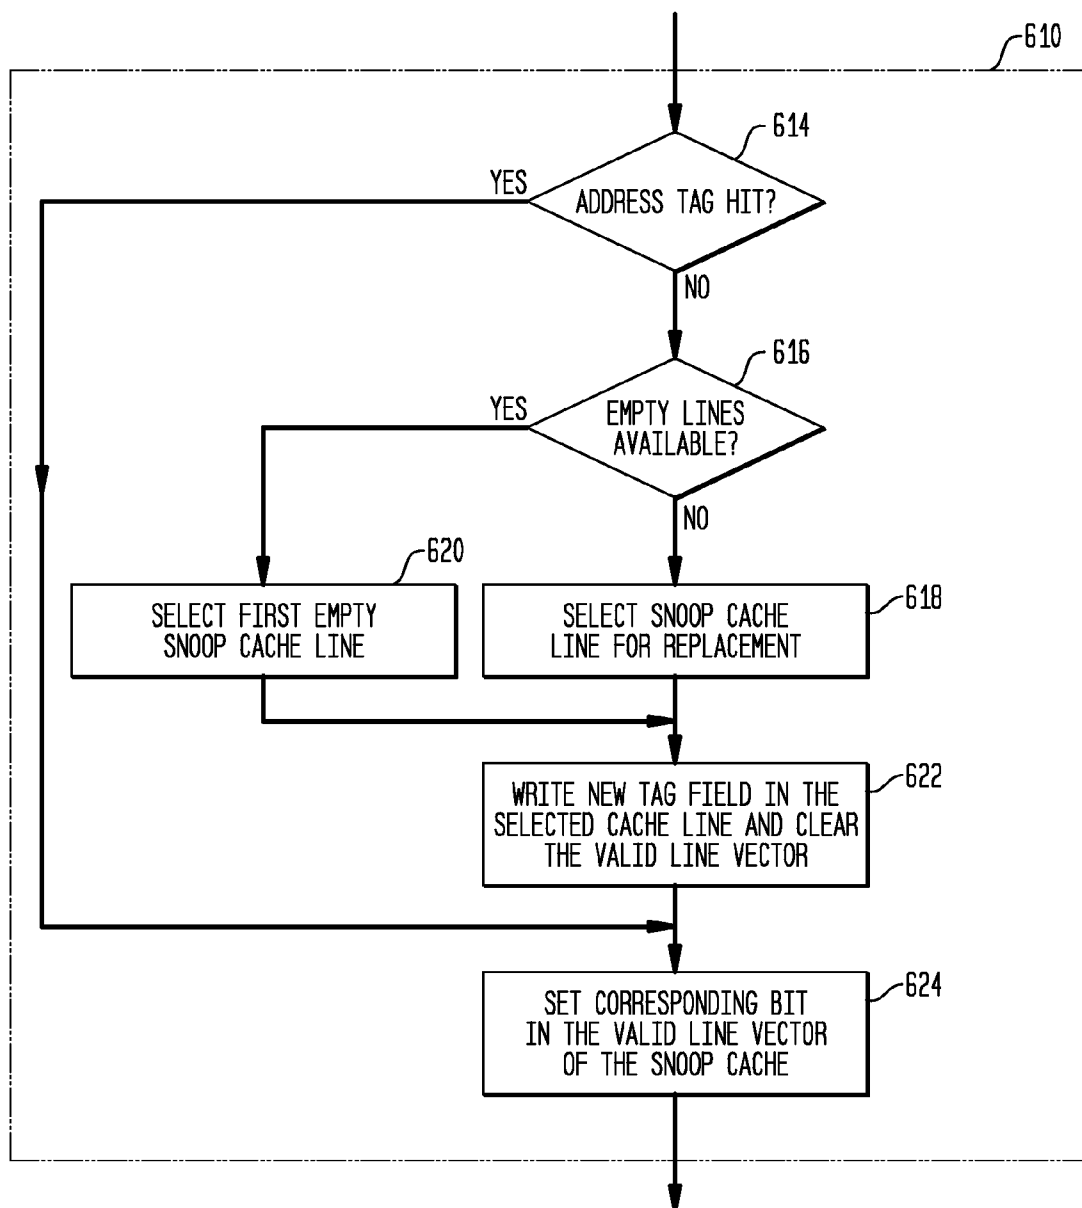 610
614
YES
ADDRESS TAG HIT?
NO
616
YES
EMPTY LINES
AVAILABLE?
NO
620
SELECT FIRST EMPTY
SNOOP CACHE LINE
618
SELECT SNOOP CACHE
LINE FOR REPLACEMENT
622
WRITE NEW TAG FIELD IN THE
SELECTED CACHE LINE AND CLEAR
THE VALID LINE VECTOR
624
SET CORRESPONDING BIT
IN THE VALID LINE VECTOR
OF THE SNOOP CACHE